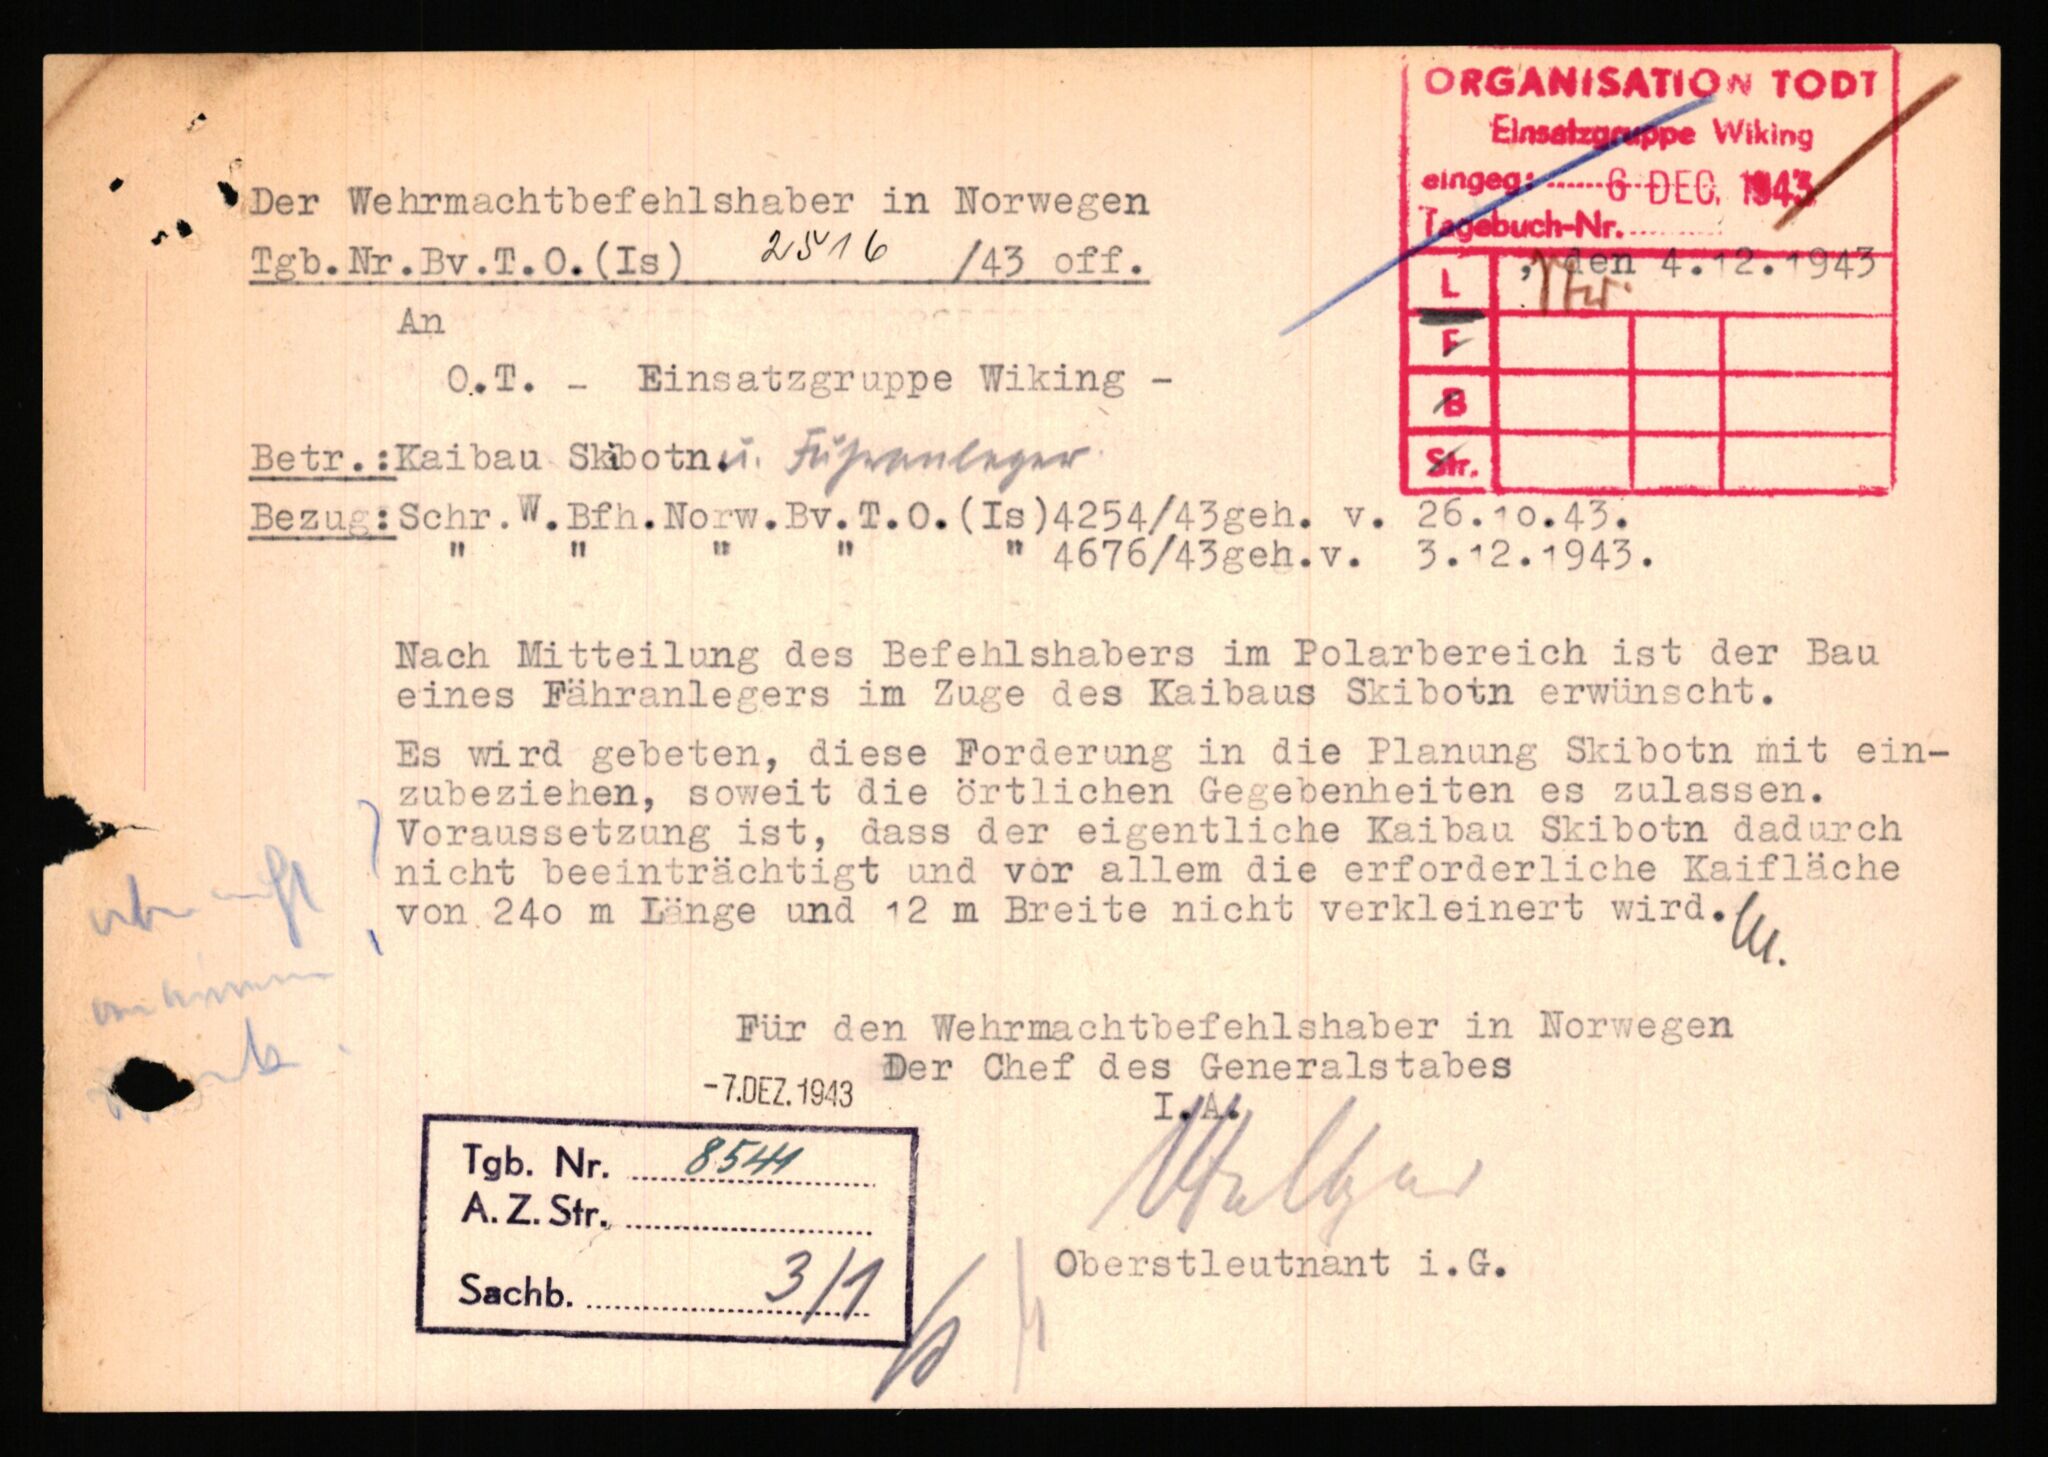 ORGANISATION TODT
Einsatzgruppe Wiking
eingeg: 6 DEC. 1943
Tagebuch-Nr.
L
F
B
Str.
Der Wehrmachtbefehlshaber in Norwegen
Tgb.Nr.Bv.T.O.(Is) 2516 /43 off.
, den 4.12.1943
An
O.T. - Einsatzgruppe Wiking -
Betr.:Kaibau Skibotn. u. Fähranleger
Bezug:Schr.W.Bfh.Norw.Bv.T.O.(Is)4254/43geh. v. 26.10.43.
" " " " " 4676/43geh.v. 3.12.1943.
Nach Mitteilung des Befehlshabers im Polarbereich ist der Bau
eines Fähranlegers im Zuge des Kaibaus Skibotn erwünscht.
Es wird gebeten, diese Forderung in die Planung Skibotn mit ein-
zubeziehen, soweit die örtlichen Gegebenheiten es zulassen.
Voraussetzung ist, dass der eigentliche Kaibau Skibotn dadurch
nicht beeinträchtigt und vor allem die erforderliche Kaifläche
von 240 m Länge und 12 m Breite nicht verkleinert wird.
Für den Wehrmachtbefehlshaber in Norwegen
Der Chef des Generalstabes
I.A.
Oberstleutnant i.G.
-7.DEZ.1943
Tgb. Nr. 8541
A.Z.Str.
Sachb. 3/1